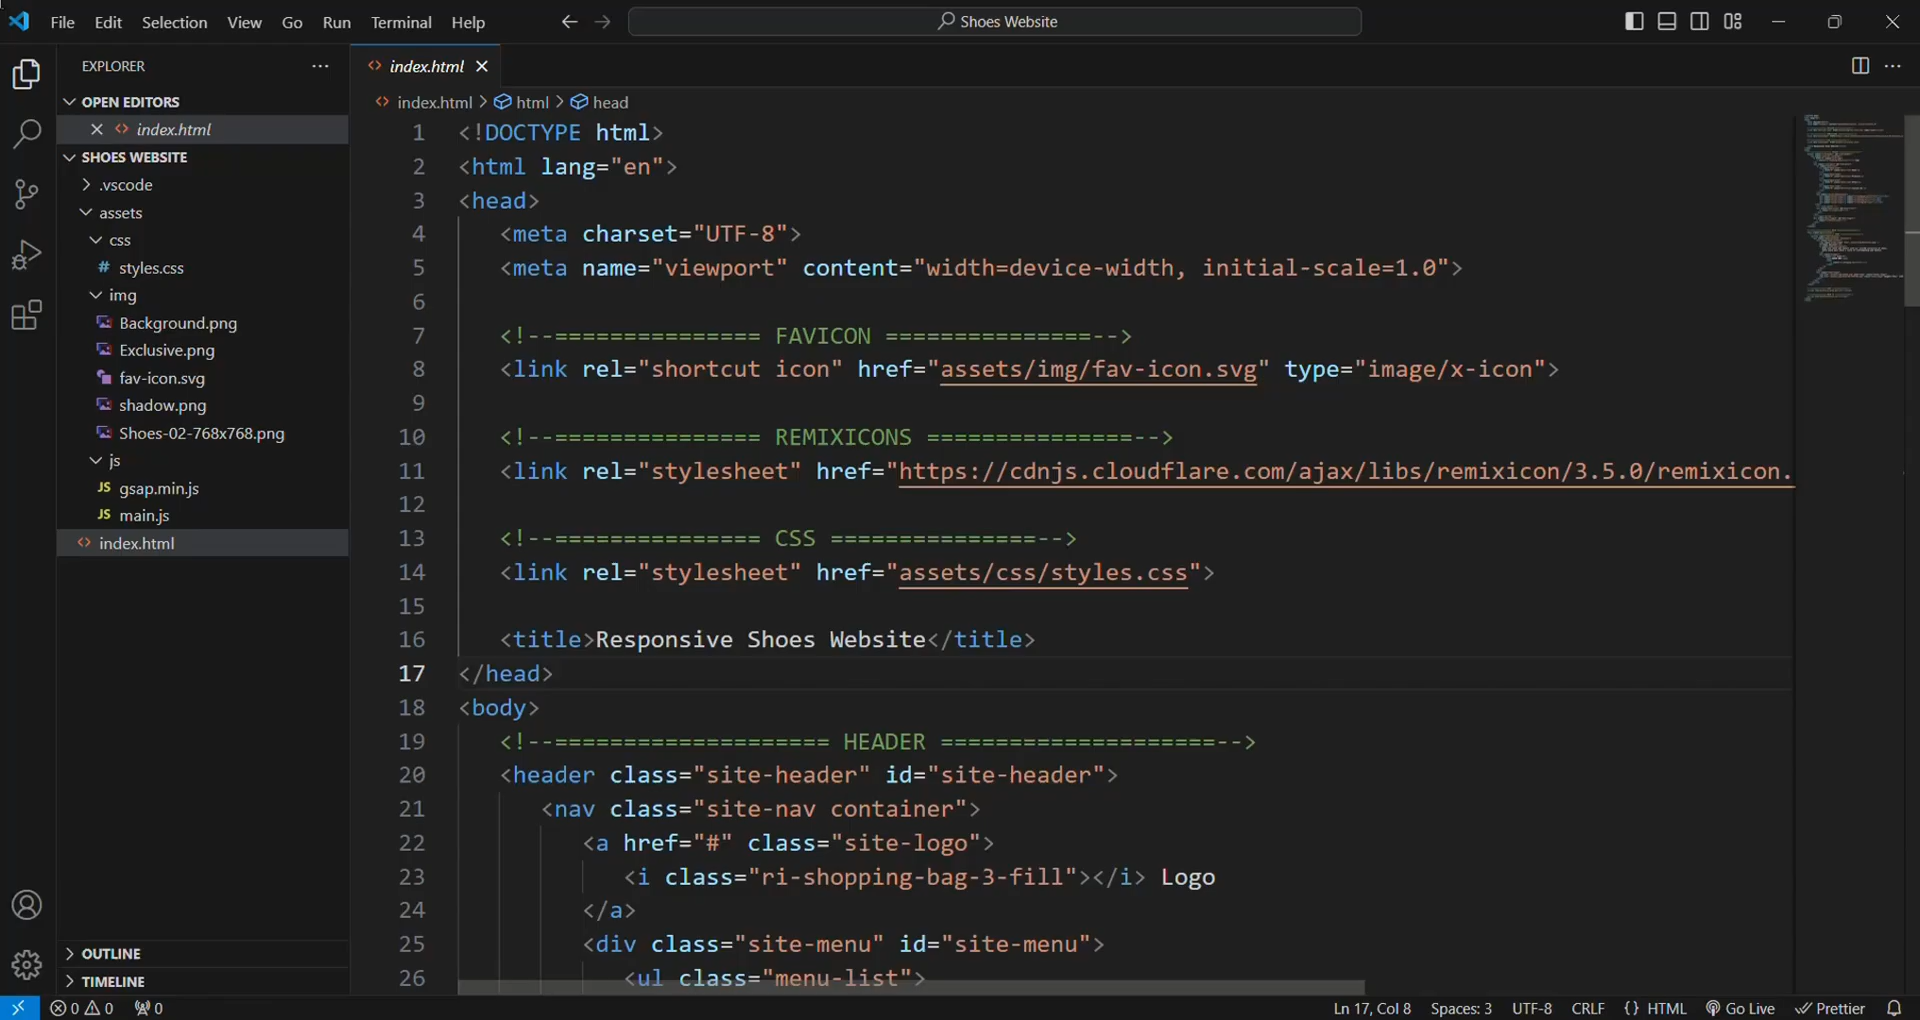 File Edit Selection View Go Run Terminal Help
Shoes Website
EXPLORER
OPEN EDITORS
index.html
SHOES WEBSITE
.vscode
assets
css
# styles.css
img
Background.png
Exclusive.png
fav-icon.svg
shadow.png
Shoes-02-768x768.png
js
JS gsap.min.js
JS main.js
index.html
OUTLINE
TIMELINE
index.html
index.html > html > head
1 <!DOCTYPE html>
2 <html lang="en">
3 <head>
4 <meta charset="UTF-8">
5 <meta name="viewport" content="width=device-width, initial-scale=1.0">
6
7 <!--=============== FAVICON ===============-->
8 <link rel="shortcut icon" href="assets/img/fav-icon.svg" type="image/x-icon">
9
10 <!--=============== REMIXICONS ===============-->
11 <link rel="stylesheet" href="https://cdnjs.cloudflare.com/ajax/libs/remixicon/3.5.0/remixicon.
12
13 <!--=============== CSS ===============-->
14 <link rel="stylesheet" href="assets/css/styles.css">
15
16 <title>Responsive Shoes Website</title>
17 </head>
18 <body>
19 <!--==================== HEADER ====================-->
20 <header class="site-header" id="site-header">
21 <nav class="site-nav container">
22 <a href="#" class="site-logo">
23 <i class="ri-shopping-bag-3-fill"></i> Logo
24 </a>
25 <div class="site-menu" id="site-menu">
26 <ul class="menu-list">
0 0 0 Ln 17, Col 8 Spaces: 3 UTF-8 CRLF {} HTML Go Live Prettier